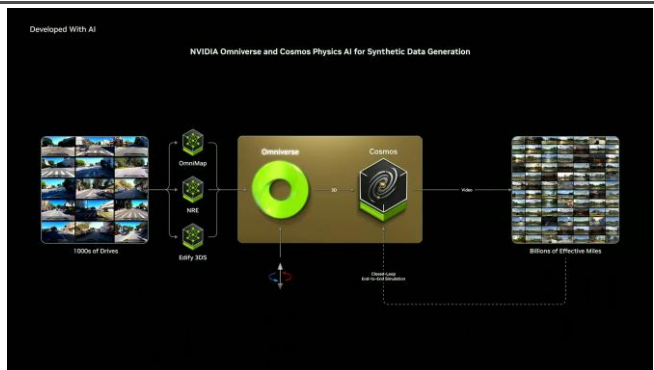 Developed With AI
NVIDIA Omniverse and Cosmos Physics AI for Synthetic Data Generation
OmniMap
NRE
Edify 3DS
1000s of Drives
Omniverse
3D
Cosmos
Video
Closed-Loop
End-to-End Simulation
Billions of Effective Miles